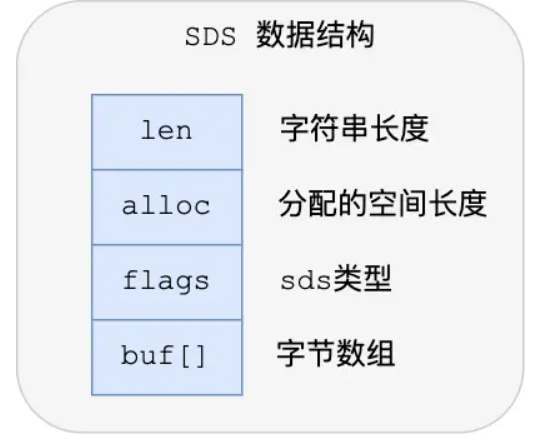 SDS 数据结构
len 字符串长度
alloc 分配的空间长度
flags sds类型
buf[] 字节数组